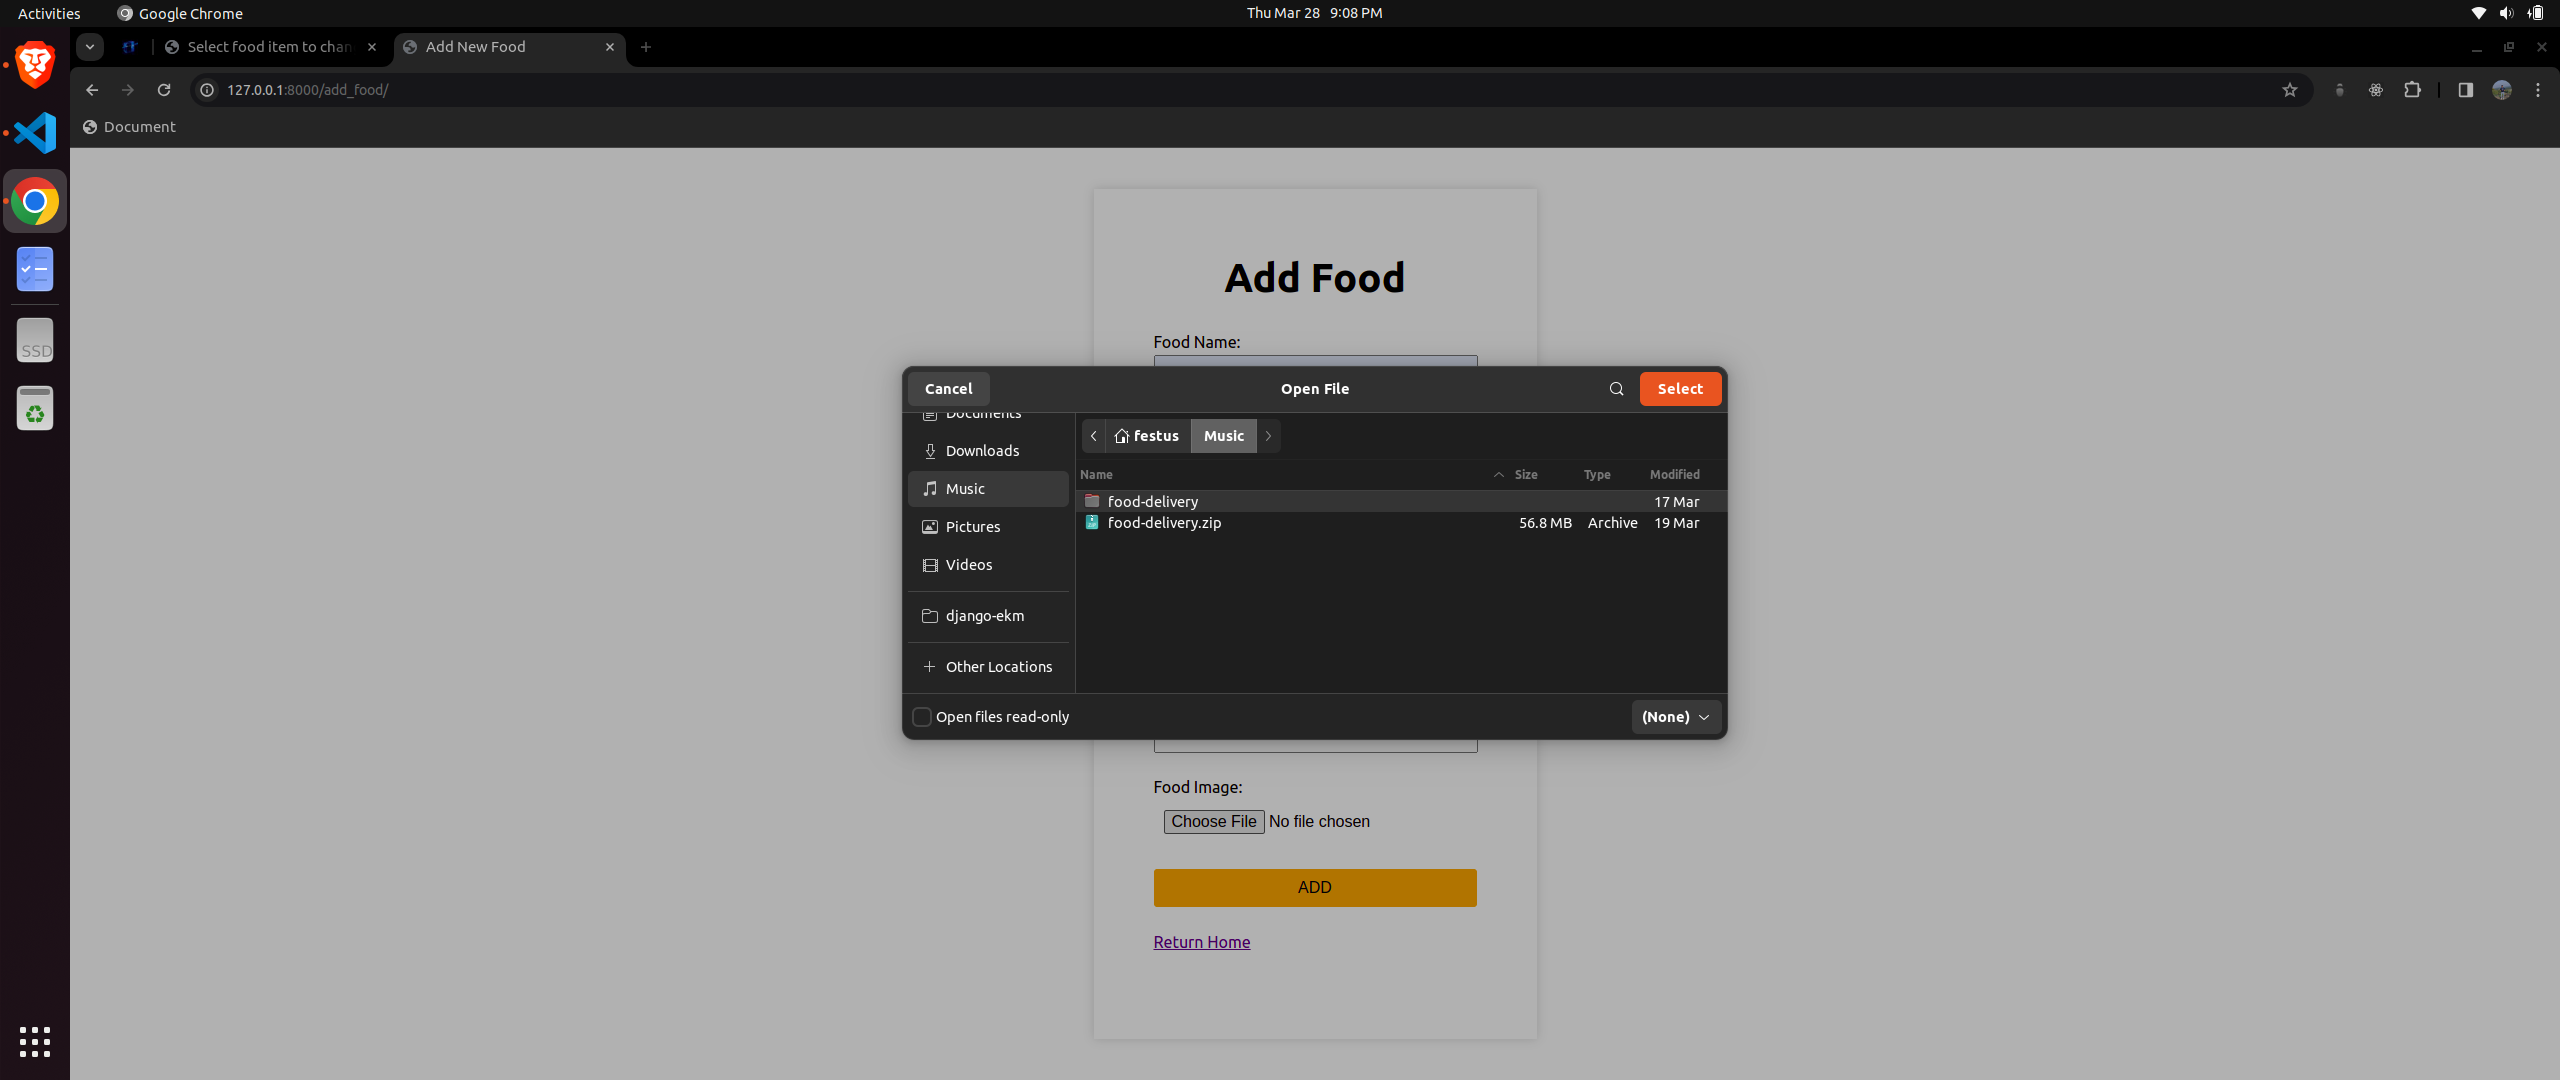 Activities
Google Chrome
Thu Mar 28 9:08 PM
Select food item to chan
Add New Food
127.0.0.1:8000/add_food/
Document
SSD
Add Food
Food Name:
Cancel
Open File
Select
Documents
Downloads
Music
Pictures
Videos
django-ekm
Other Locations
festus
Music
Name
Size
Type
Modified
food-delivery
17 Mar
food-delivery.zip
56.8 MB
Archive
19 Mar
Open files read-only
(None)
Food Image:
Choose File
No file chosen
ADD
Return Home